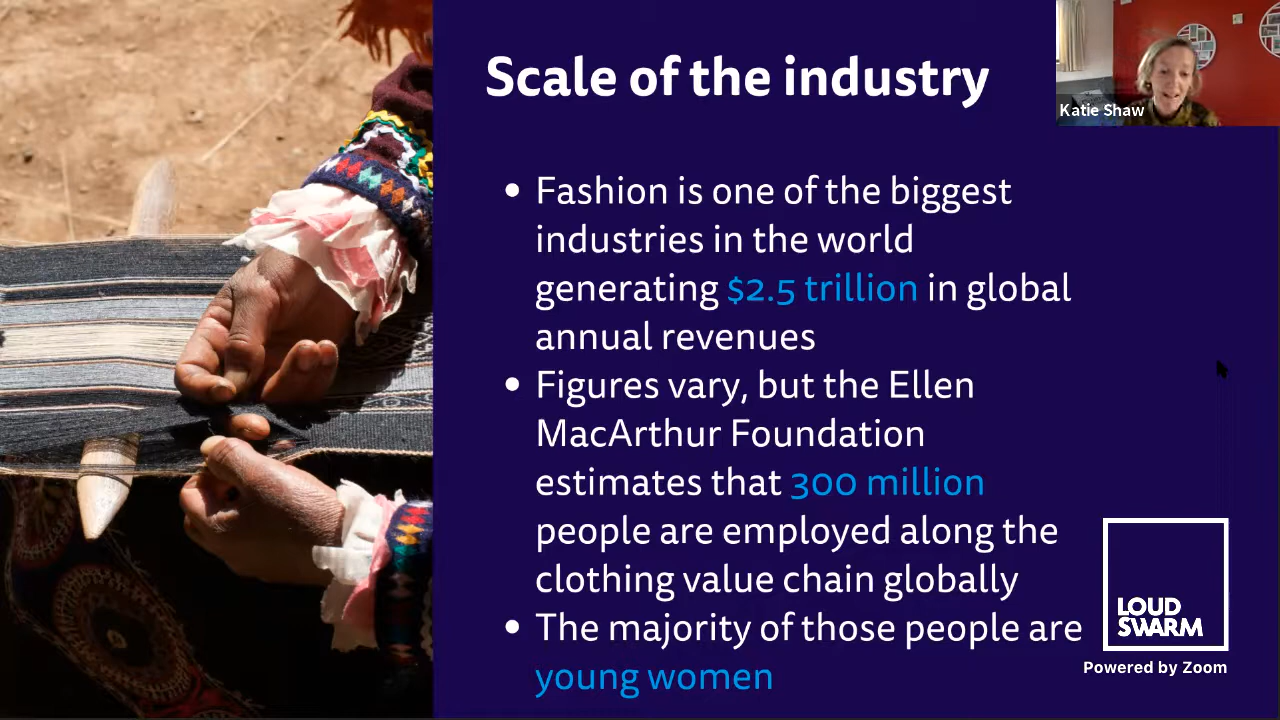 Scale of the industry
Katie Shaw
• Fashion is one of the biggest
industries in the world
generating $2.5 trillion in global
annual revenues
• Figures vary, but the Ellen
MacArthur Foundation
estimates that 300 million
people are employed along the
clothing value chain globally
• The majority of those people are
young women
LOUD
SWARM
Powered by Zoom